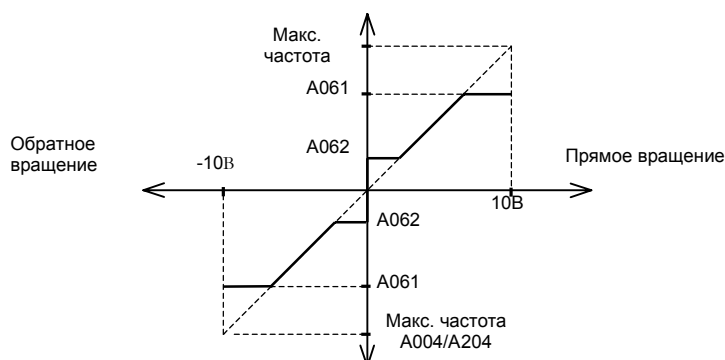 Макс.
частота
A061
Обратное
вращение
-10В
A062
Прямое вращение
10В
A062
A061
Макс. частота
A004/A204